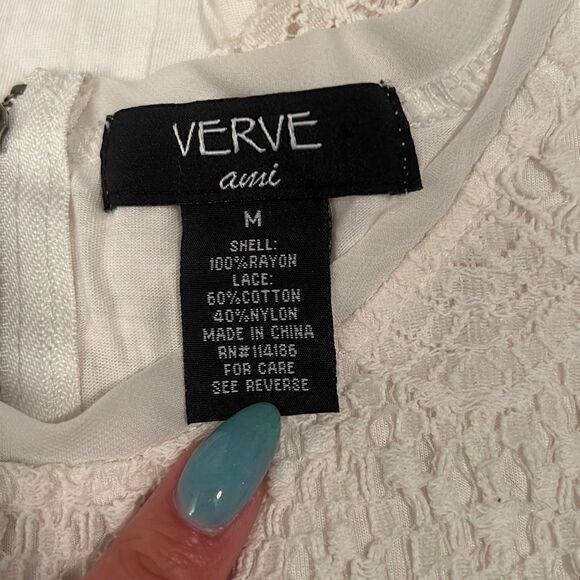 VERVE
ami
M
SHELL:
100%RAYON
LACE:
60%COTTON
40%NYLON
MADE IN CHINA
RN#114186
FOR CARE
SEE REVERSE